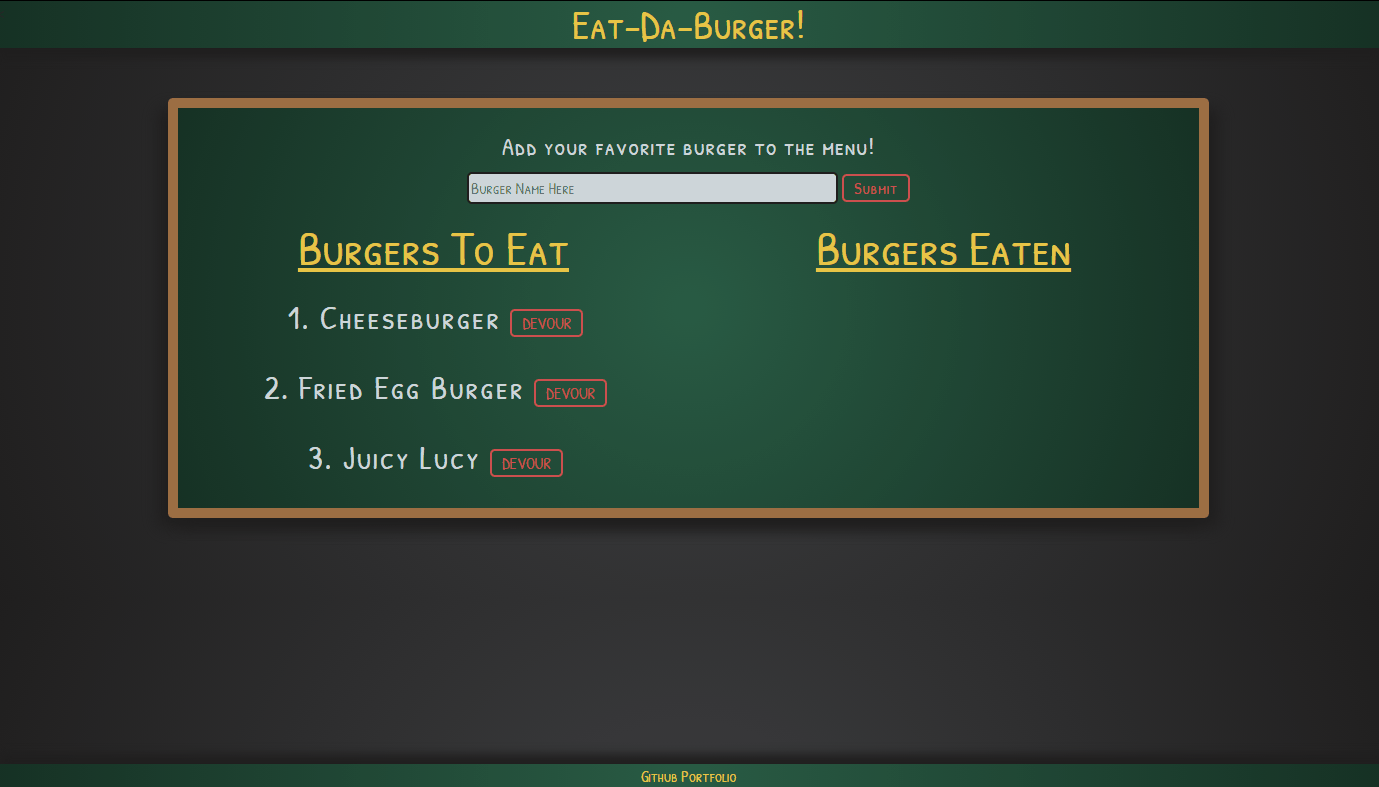 Eat-Da-Burger!
Add your favorite burger to the menu!
Burger Name Here
Submit
Burgers To Eat
1. Cheeseburger DEVOUR
2. Fried Egg Burger DEVOUR
3. Juicy Lucy DEVOUR
Burgers Eaten
Github Portfolio